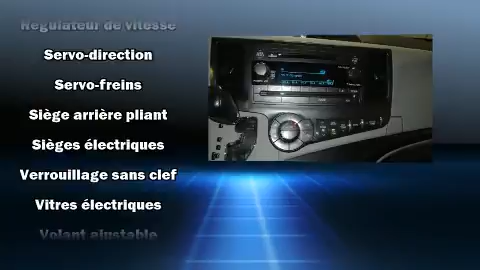 Régulateur de vitesse
Servo-direction
Servo-freins
Siège arrière pliant
Sièges électriques
Verrouillage sans clef
Vitres électriques
Volant ajustable